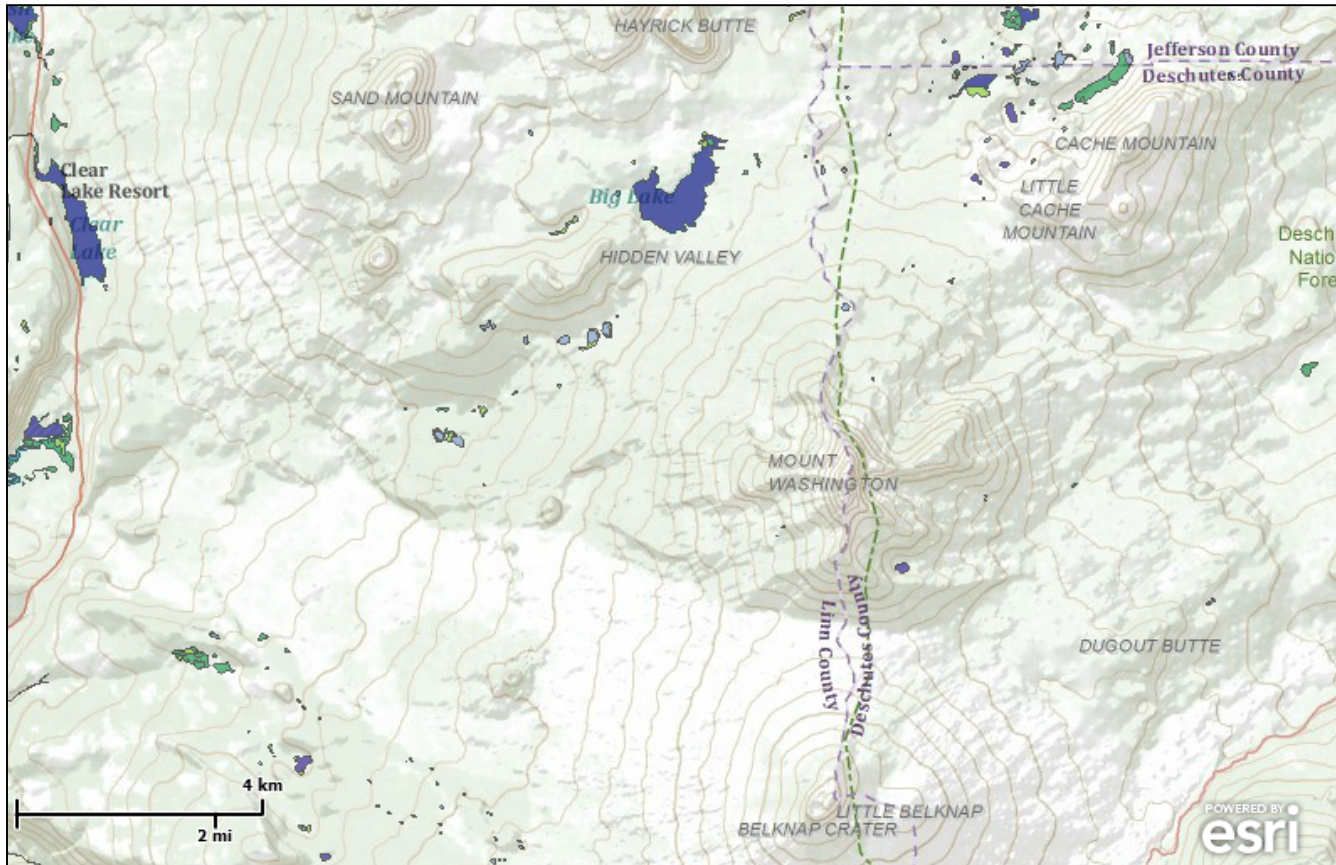 HAYRICK BUTTE
Jefferson County
Deschutes County
SAND MOUNTAIN
CACHE MOUNTAIN
Clear
Lake Resort
Big Lake
LITTLE
CACHE
MOUNTAIN
Clear
Lake
HIDDEN VALLEY
Desch
Natio
Fore
MOUNT
WASHINGTON
Linn County
Deschutes County
DUGOUT BUTTE
4 km
2 mi
LITTLE BELKNAP
BELKNAP CRATER
POWERED BY
esri